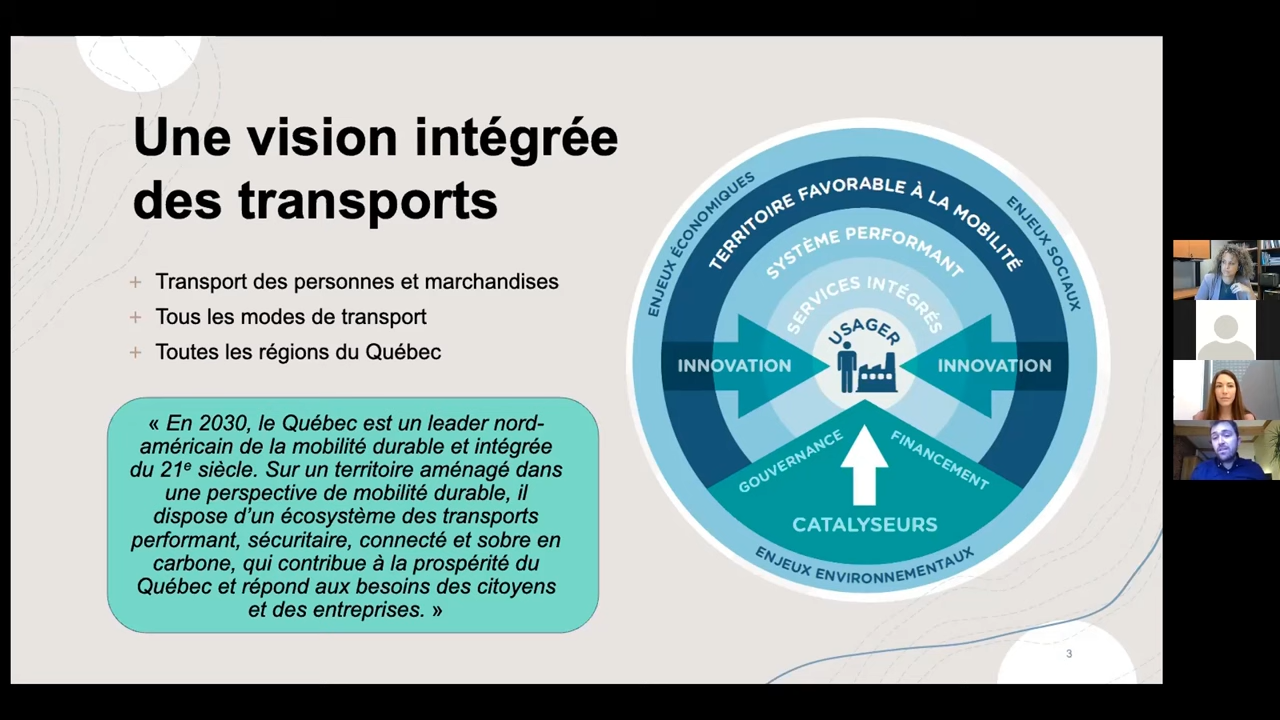 Une vision intégrée
des transports
+ Transport des personnes et marchandises
+ Tous les modes de transport
+ Toutes les régions du Québec
« En 2030, le Québec est un leader nord-
américain de la mobilité durable et intégrée
du 21e siècle. Sur un territoire aménagé dans
une perspective de mobilité durable, il
dispose d’un écosystème des transports
performant, sécuritaire, connecté et sobre en
carbone, qui contribue à la prospérité du
Québec et répond aux besoins des citoyens
et des entreprises. »
ENJEUX ÉCONOMIQUES
ENJEUX SOCIAUX
TERRITOIRE FAVORABLE À LA MOBILITÉ
SYSTÈME PERFORMANT
SERVICES INTÉGRÉS
USAGER
INNOVATION
INNOVATION
GOUVERNANCE
FINANCEMENT
CATALYSEURS
ENJEUX ENVIRONNEMENTAUX
3